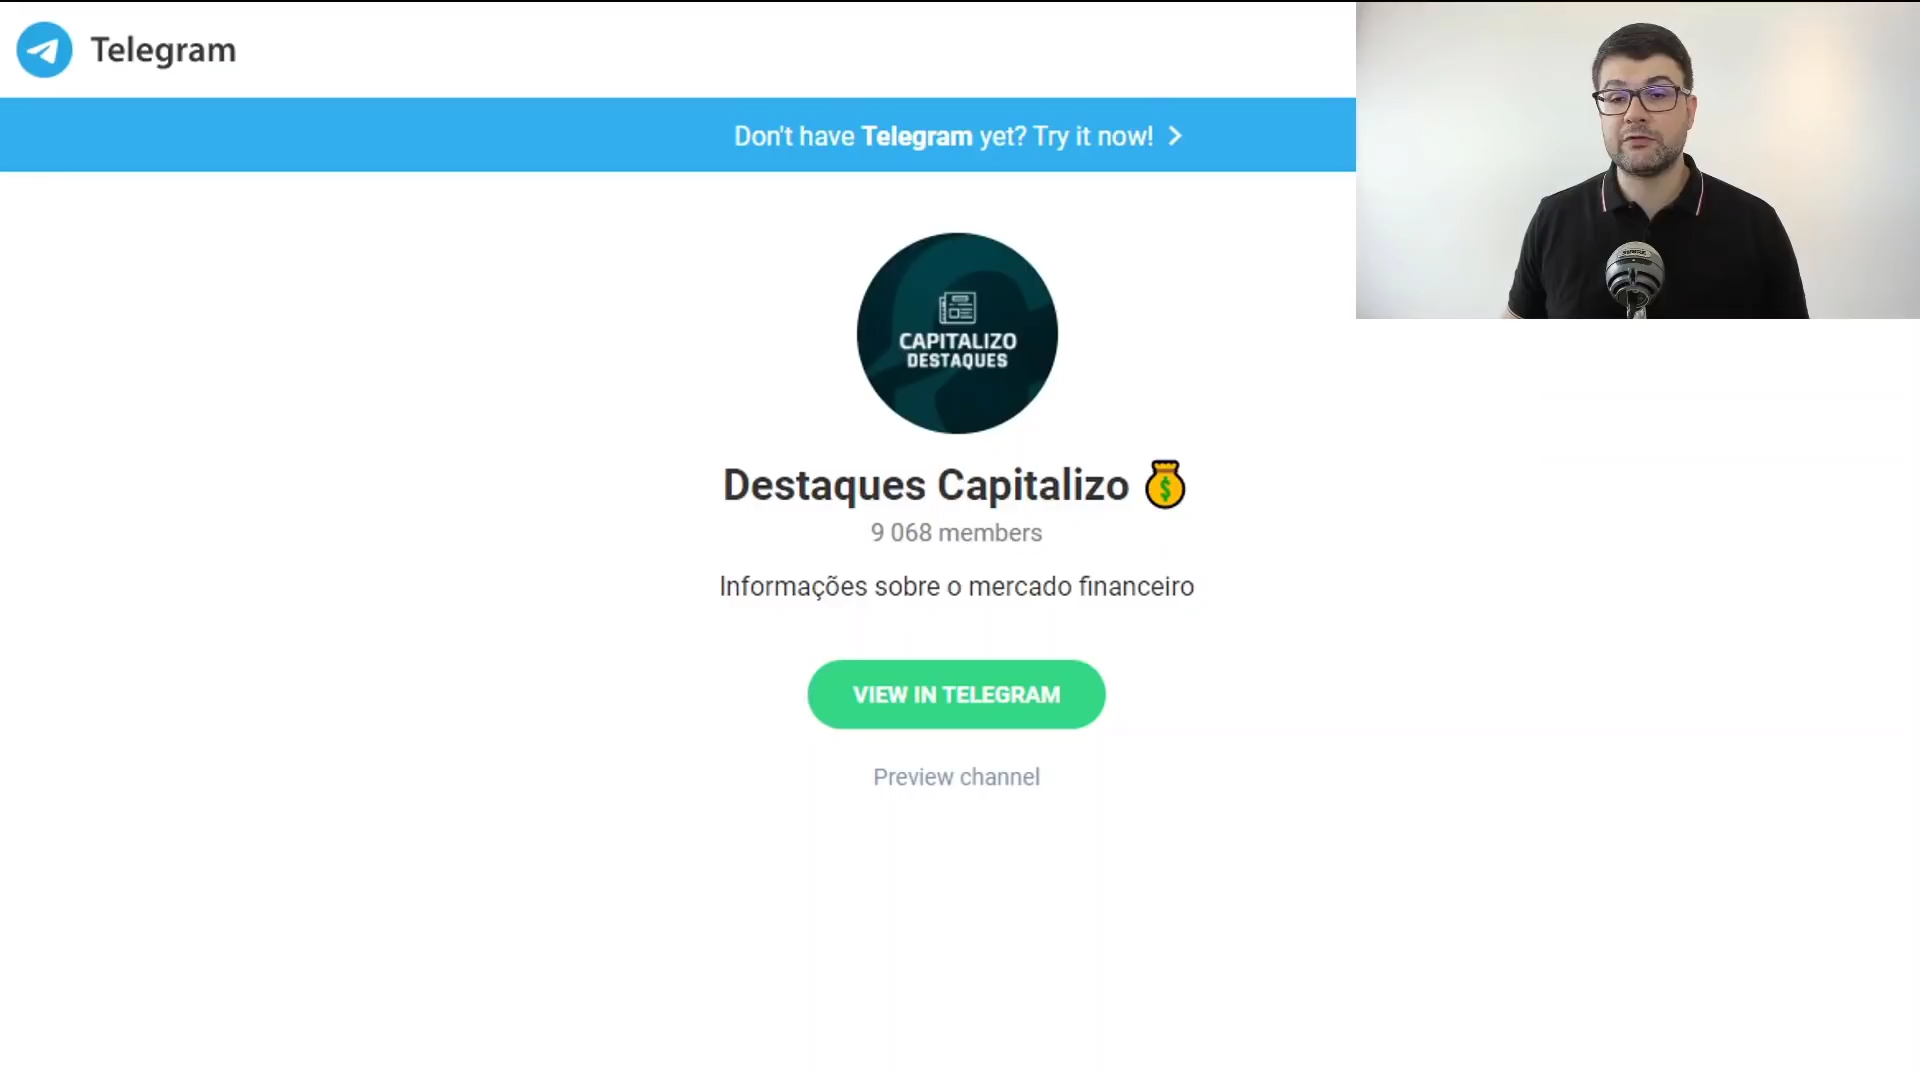 Telegram
Don't have Telegram yet? Try it now!
CAPITALIZO
DESTAQUES
Destaques Capitalizo
9 068 members
Informações sobre o mercado financeiro
VIEW IN TELEGRAM
Preview channel